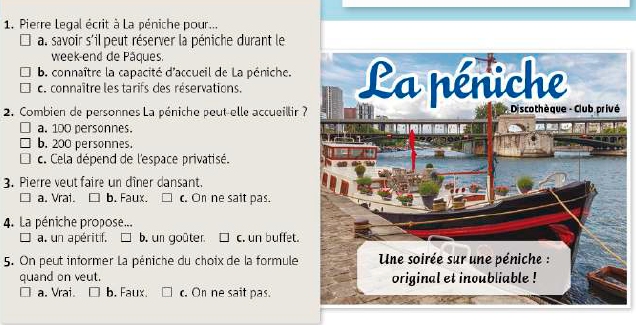 1. Pierre Legal écrit à La péniche pour...
☐ a. savoir s'il peut réserver la péniche durant le
week-end de Pâques.
☐ b. connaître la capacité d'accueil de La péniche.
☐ c. connaître les tarifs des réservations.
2. Combien de personnes La péniche peut-elle accueillir ?
☐ a. 100 personnes.
☐ b. 200 personnes.
☐ c. Cela dépend de l'espace privatisé.
3. Pierre veut faire un dîner dansant.
☐ a. Vrai. ☐ b. Faux. ☐ c. On ne sait pas.
4. La péniche propose...
☐ a. un apéritif. ☐ b. un goûter. ☐ c. un buffet.
5. On peut informer La péniche du choix de la formule
quand on veut.
☐ a. Vrai. ☐ b. Faux. ☐ c. On ne sait pas.
La péniche
Discothèque - Club privé
Une soirée sur une péniche :
original et inoubliable !